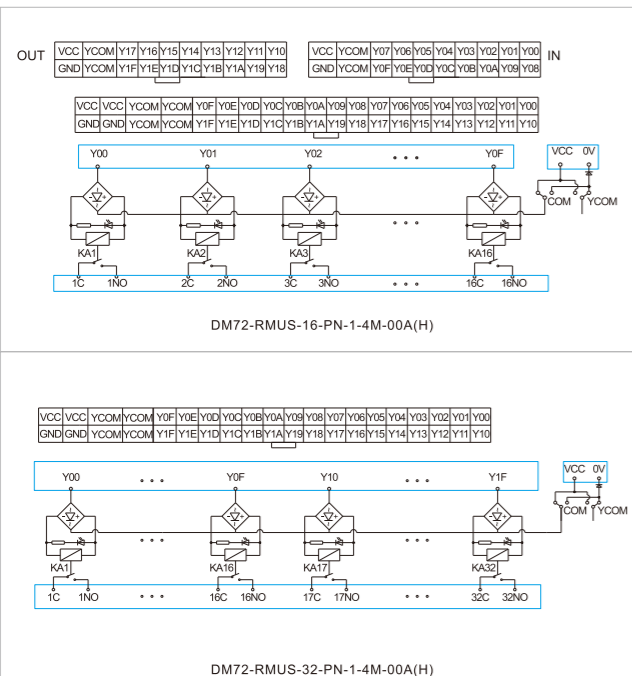 OUT VCC YCOM Y17 Y16 Y15 Y14 Y13 Y12 Y11 Y10 VCC YCOM Y07 Y06 Y05 Y04 Y03 Y02 Y01 Y00 IN
GND YCOM Y1F Y1E Y1D Y1C Y1B Y1A Y19 Y18 GND YCOM Y0F Y0E Y0D Y0C Y0B Y0A Y09 Y08
VCC VCC YCOM YCOM Y0F Y0E Y0D Y0C Y0B Y0A Y09 Y08 Y07 Y06 Y05 Y04 Y03 Y02 Y01 Y00
GND GND YCOM YCOM Y1F Y1E Y1D Y1C Y1B Y1A Y19 Y18 Y17 Y16 Y15 Y14 Y13 Y12 Y11 Y10
Y00 Y01 Y02 • • • Y0F VCC 0V
COM YCOM
• • •
KA1 KA2 KA3 KA16
1C 1NO 2C 2NO 3C 3NO • • • 16C 16NO
DM72-RMUS-16-PN-1-4M-00A(H)
VCC VCC YCOM YCOM Y0F Y0E Y0D Y0C Y0B Y0A Y09 Y08 Y07 Y06 Y05 Y04 Y03 Y02 Y01 Y00
GND GND YCOM YCOM Y1F Y1E Y1D Y1C Y1B Y1A Y19 Y18 Y17 Y16 Y15 Y14 Y13 Y12 Y11 Y10
Y00 • • • Y0F Y10 • • • Y1F VCC 0V
COM YCOM
• • • • • •
KA1 KA16 KA17 KA32
1C 1NO • • • 16C 16NO 17C 17NO • • • 32C 32NO
DM72-RMUS-32-PN-1-4M-00A(H)